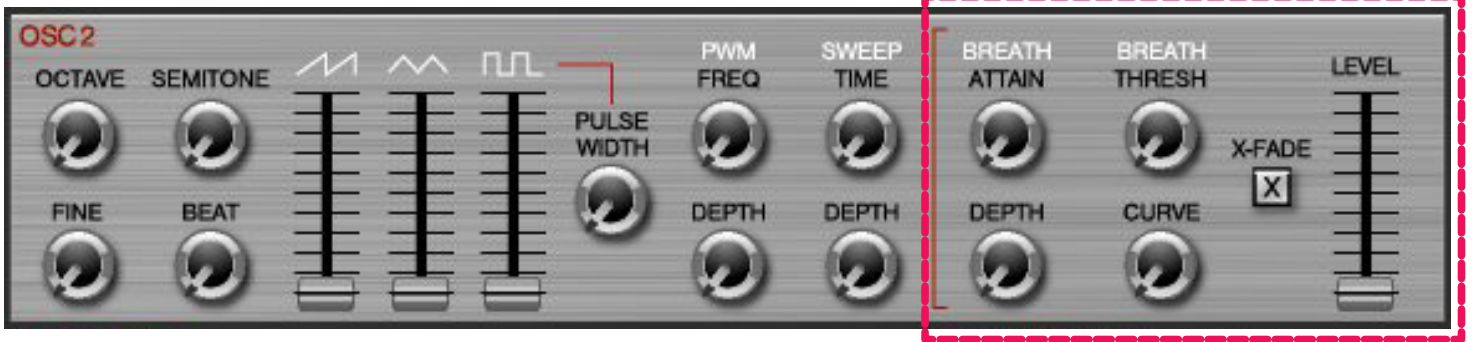 OSC 2
OCTAVE SEMITONE
FINE BEAT
PULSE
WIDTH
PWM
FREQ
DEPTH
SWEEP
TIME
DEPTH
BREATH
ATTAIN
DEPTH
BREATH
THRESH
CURVE
X-FADE
X
LEVEL